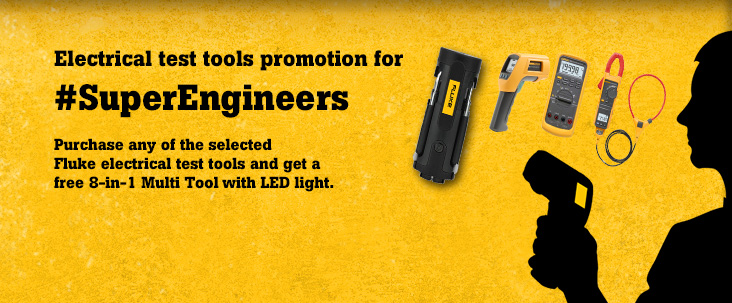 Electrical test tools promotion for
#SuperEngineers
Purchase any of the selected
Fluke electrical test tools and get a
free 8-in-1 Multi Tool with LED light.
FLUKE